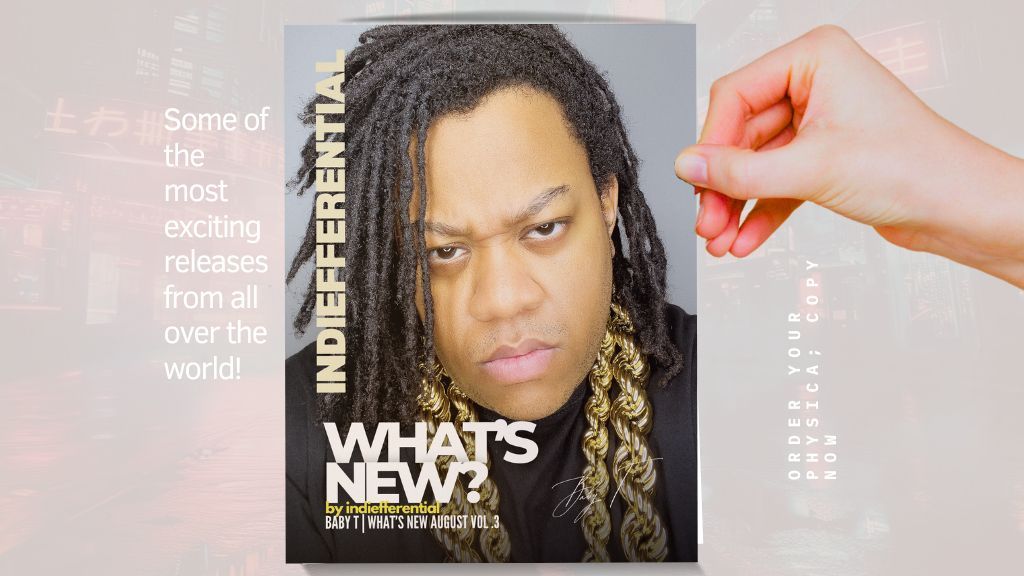 Some of
the
most
exciting
releases
from all
over the
world!
INDIEFFERENTIAL
WHAT'S
NEW?
by indiefferential
BABY T | WHAT'S NEW AUGUST VOL .3
Baby T
ORDER YOUR
PHYSICA; COPY
NOW